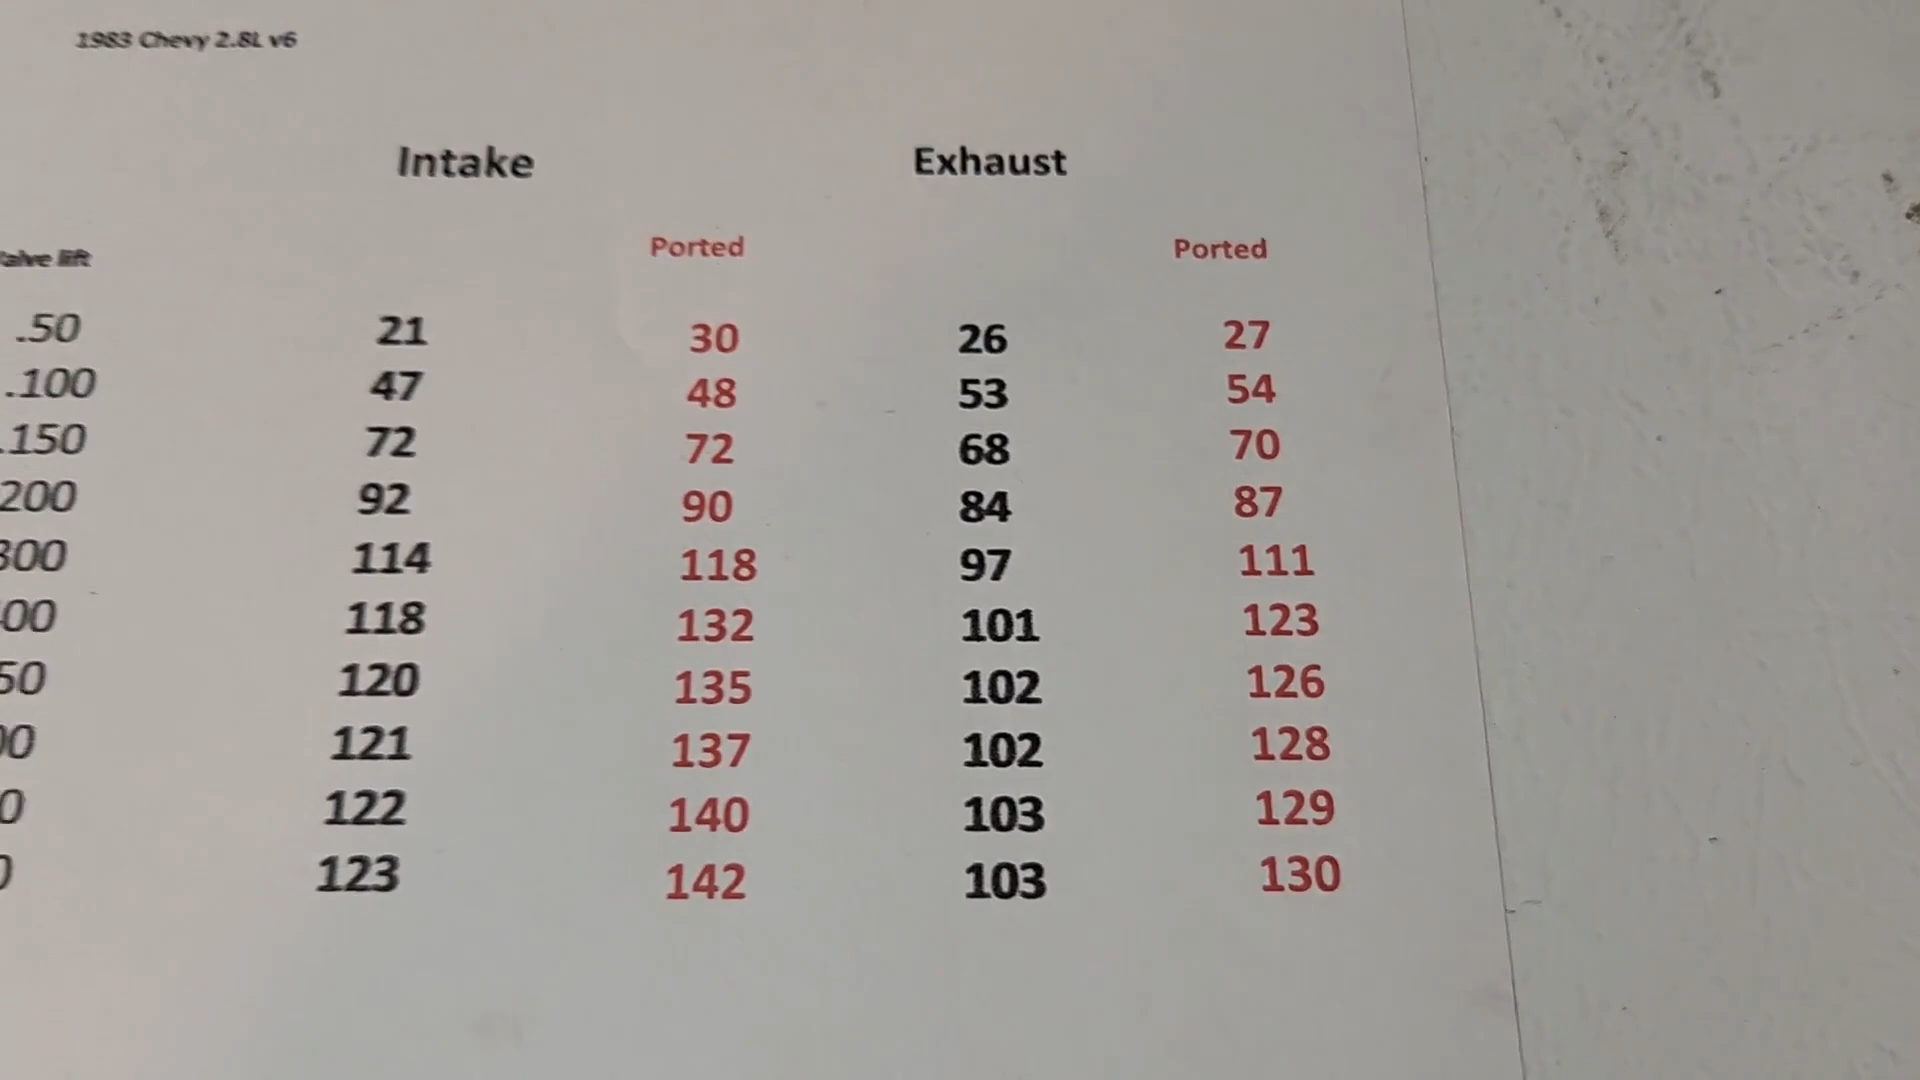 1983 Chevy 2.8L v6
Intake Exhaust
Ported Ported
alve lift
.50 21 30 26 27
.100 47 48 53 54
.150 72 72 68 70
200 92 90 84 87
300 114 118 97 111
00 118 132 101 123
50 120 135 102 126
00 121 137 102 128
0 122 140 103 129
0 123 142 103 130